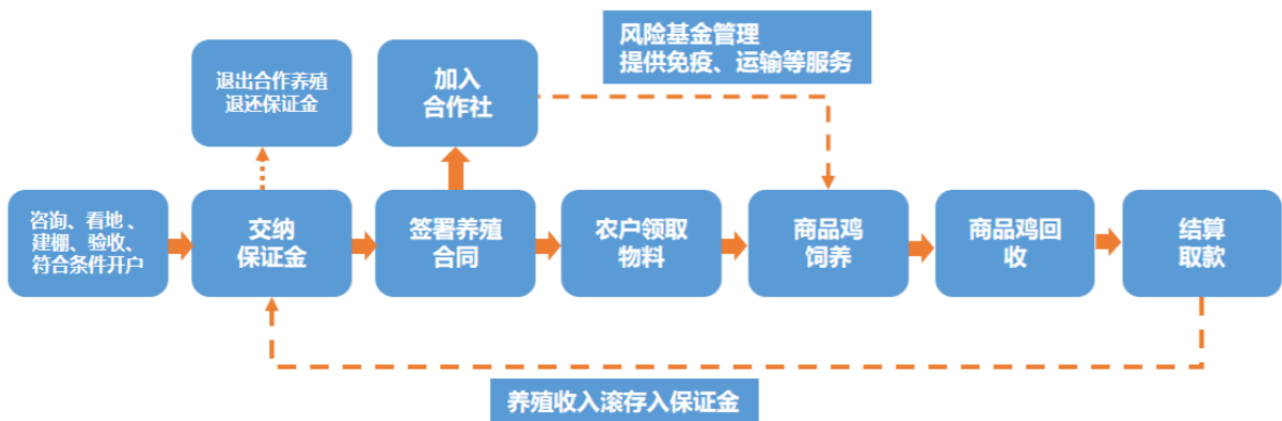 风险基金管理
提供免疫、运输等服务
退出合作养殖
退还保证金
加入
合作社
咨询、看地、
建棚、验收、
符合条件开户
交纳
保证金
签署养殖
合同
农户领取
物料
商品鸡
饲养
商品鸡回
收
结算
取款
养殖收入滚存入保证金